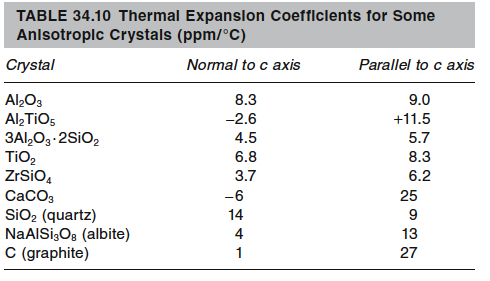 TABLE 34.10 Thermal Expansion Coefficients for Some
Anisotropic Crystals (ppm/°C)
Crystal Normal to c axis Parallel to c axis
Al₂O₃ 8.3 9.0
Al₂TiO₅ −2.6 +11.5
3Al₂O₃·2SiO₂ 4.5 5.7
TiO₂ 6.8 8.3
ZrSiO₄ 3.7 6.2
CaCO₃ −6 25
SiO₂ (quartz) 14 9
NaAlSi₃O₈ (albite) 4 13
C (graphite) 1 27